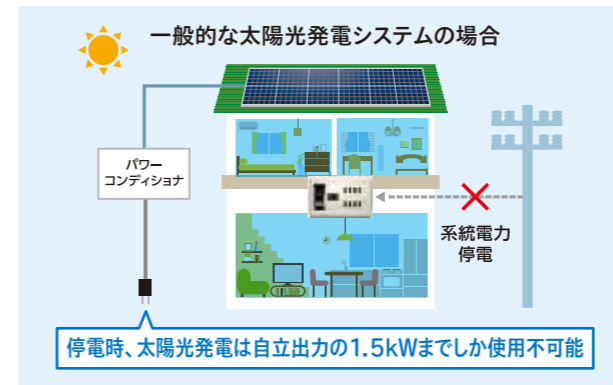 一般的な太陽光発電システムの場合
パワー
コンディショナ
系統電力
停電
停電時、太陽光発電は自立出力の1.5kWまでしか使用不可能